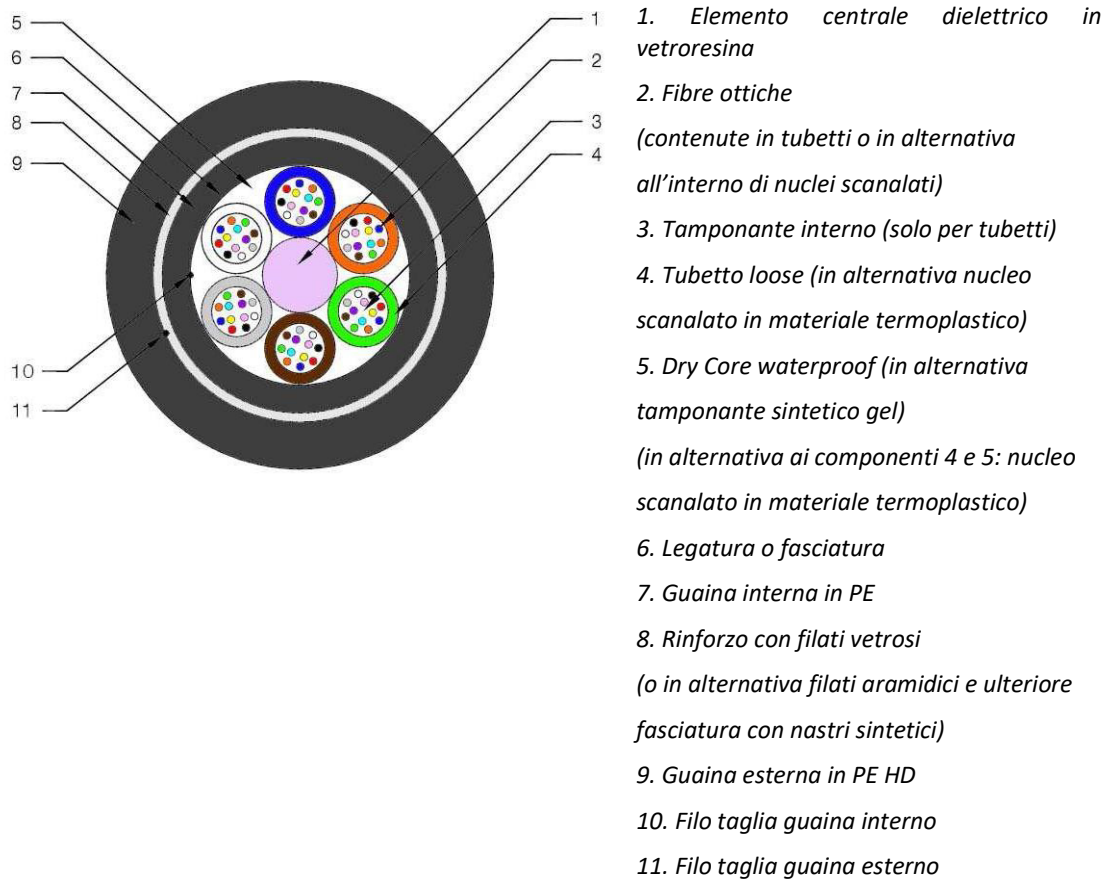 5
6
7
8
9
10
11
1
2
3
4
1. Elemento centrale dielettrico in
vetroresina
2. Fibre ottiche
(contenute in tubetti o in alternativa
all’interno di nuclei scanalati)
3. Tamponante interno (solo per tubetti)
4. Tubetto loose (in alternativa nucleo
scanalato in materiale termoplastico)
5. Dry Core waterproof (in alternativa
tamponante sintetico gel)
(in alternativa ai componenti 4 e 5: nucleo
scanalato in materiale termoplastico)
6. Legatura o fasciatura
7. Guaina interna in PE
8. Rinforzo con filati vetrosi
(o in alternativa filati aramidici e ulteriore
fasciatura con nastri sintetici)
9. Guaina esterna in PE HD
10. Filo taglia guaina interno
11. Filo taglia guaina esterno